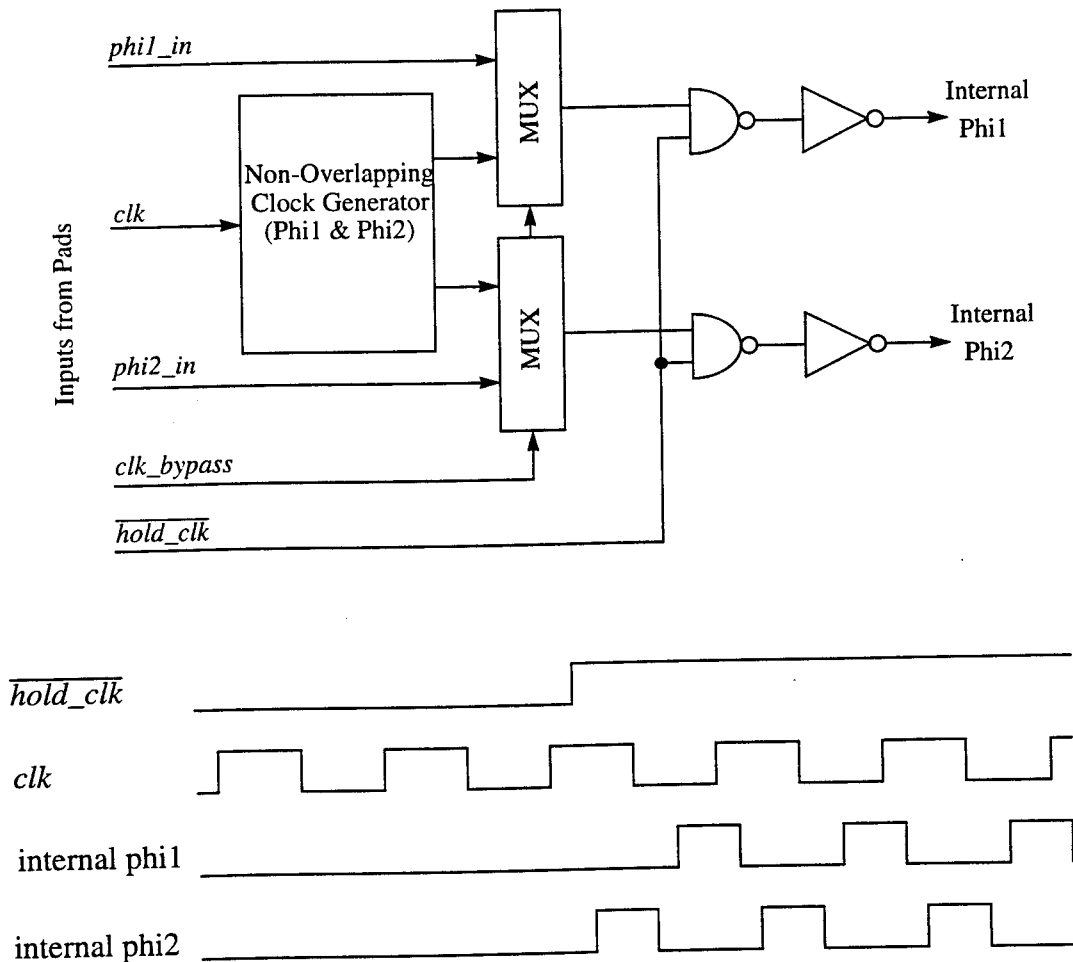 phi1_in
MUX
Internal
Phi1
Non-Overlapping
Clock Generator
(Phi1 & Phi2)
clk
Inputs from Pads
MUX
Internal
Phi2
phi2_in
clk_bypass
hold_clk
hold_clk
clk
internal phi1
internal phi2